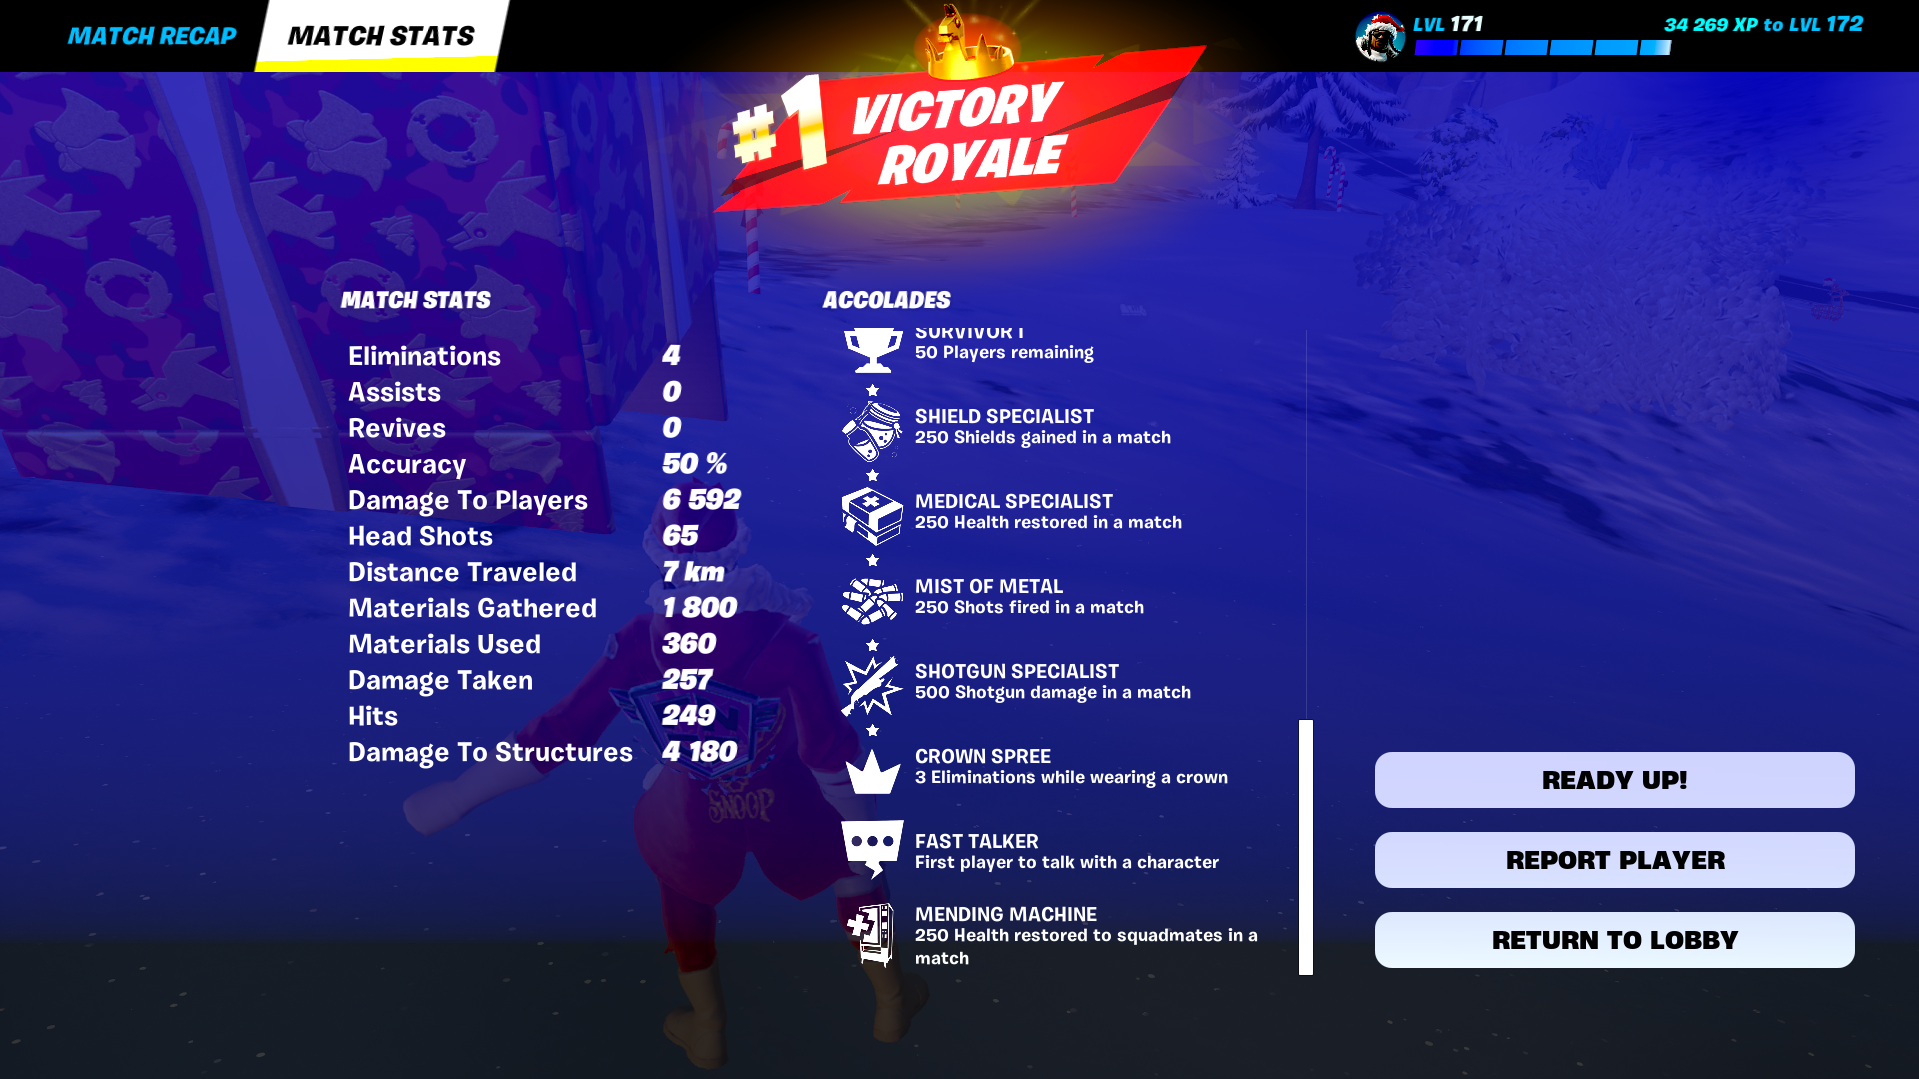 MATCH RECAP
MATCH STATS
LVL 171
34 269 XP to LVL 172
#1 VICTORY
ROYALE
MATCH STATS
Eliminations 4
Assists 0
Revives 0
Accuracy 50 %
Damage To Players 6 592
Head Shots 65
Distance Traveled 7 km
Materials Gathered 1 800
Materials Used 360
Damage Taken 257
Hits 249
Damage To Structures 4 180
ACCOLADES
SURVIVOR I
50 Players remaining
SHIELD SPECIALIST
250 Shields gained in a match
MEDICAL SPECIALIST
250 Health restored in a match
MIST OF METAL
250 Shots fired in a match
SHOTGUN SPECIALIST
500 Shotgun damage in a match
CROWN SPREE
3 Eliminations while wearing a crown
FAST TALKER
First player to talk with a character
MENDING MACHINE
250 Health restored to squadmates in a
match
SNOOP
READY UP!
REPORT PLAYER
RETURN TO LOBBY